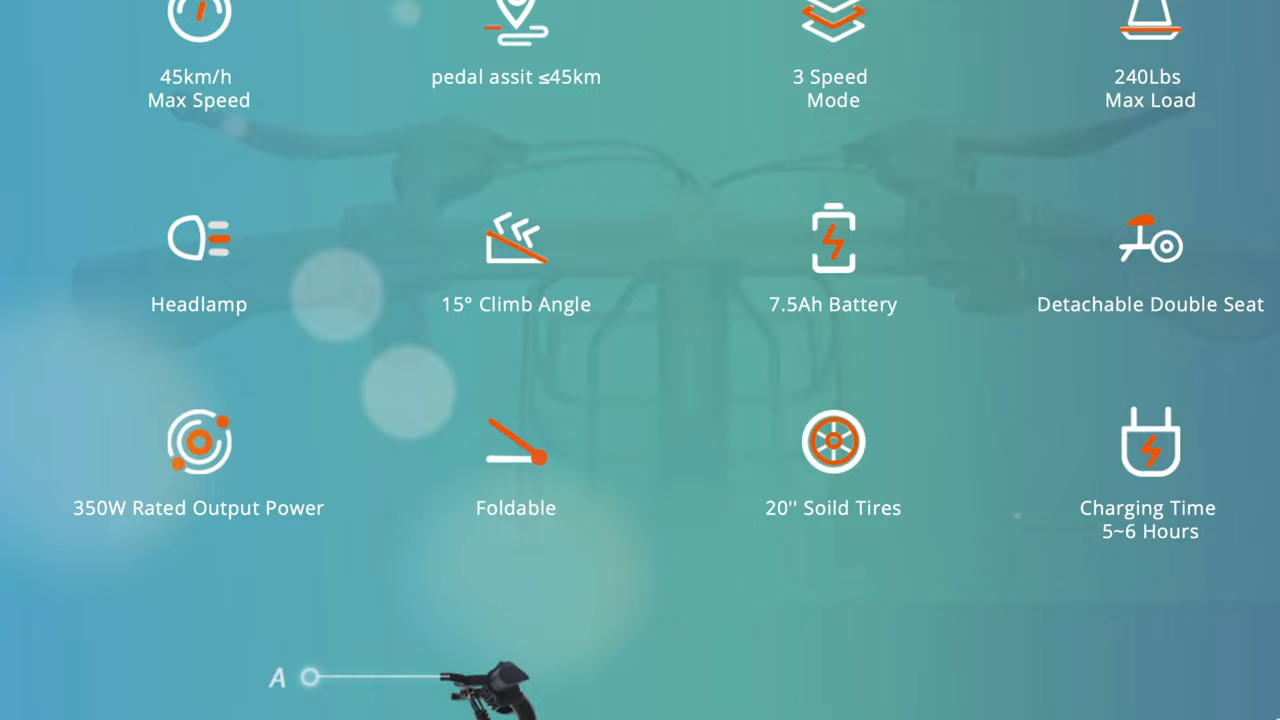 45km/h
Max Speed
pedal assit ≤45km
3 Speed
Mode
240Lbs
Max Load
Headlamp
15° Climb Angle
7.5Ah Battery
Detachable Double Seat
350W Rated Output Power
Foldable
20'' Soild Tires
Charging Time
5~6 Hours
A